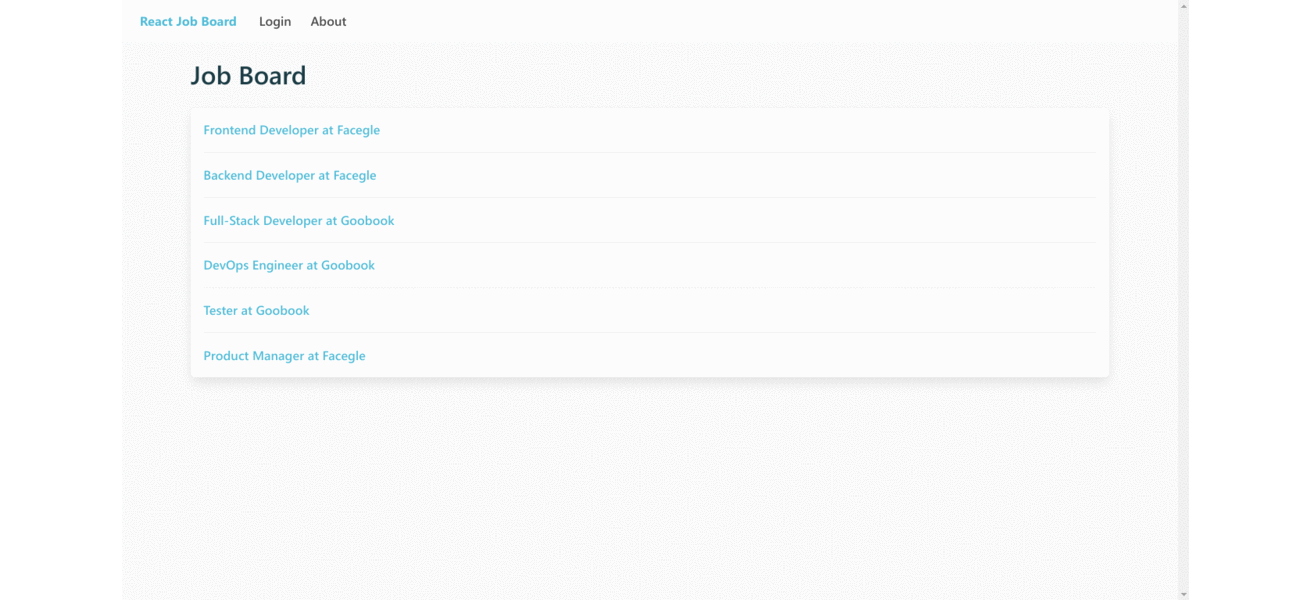 React Job Board Login About
Job Board
Frontend Developer at Facegle
Backend Developer at Facegle
Full-Stack Developer at Goobook
DevOps Engineer at Goobook
Tester at Goobook
Product Manager at Facegle